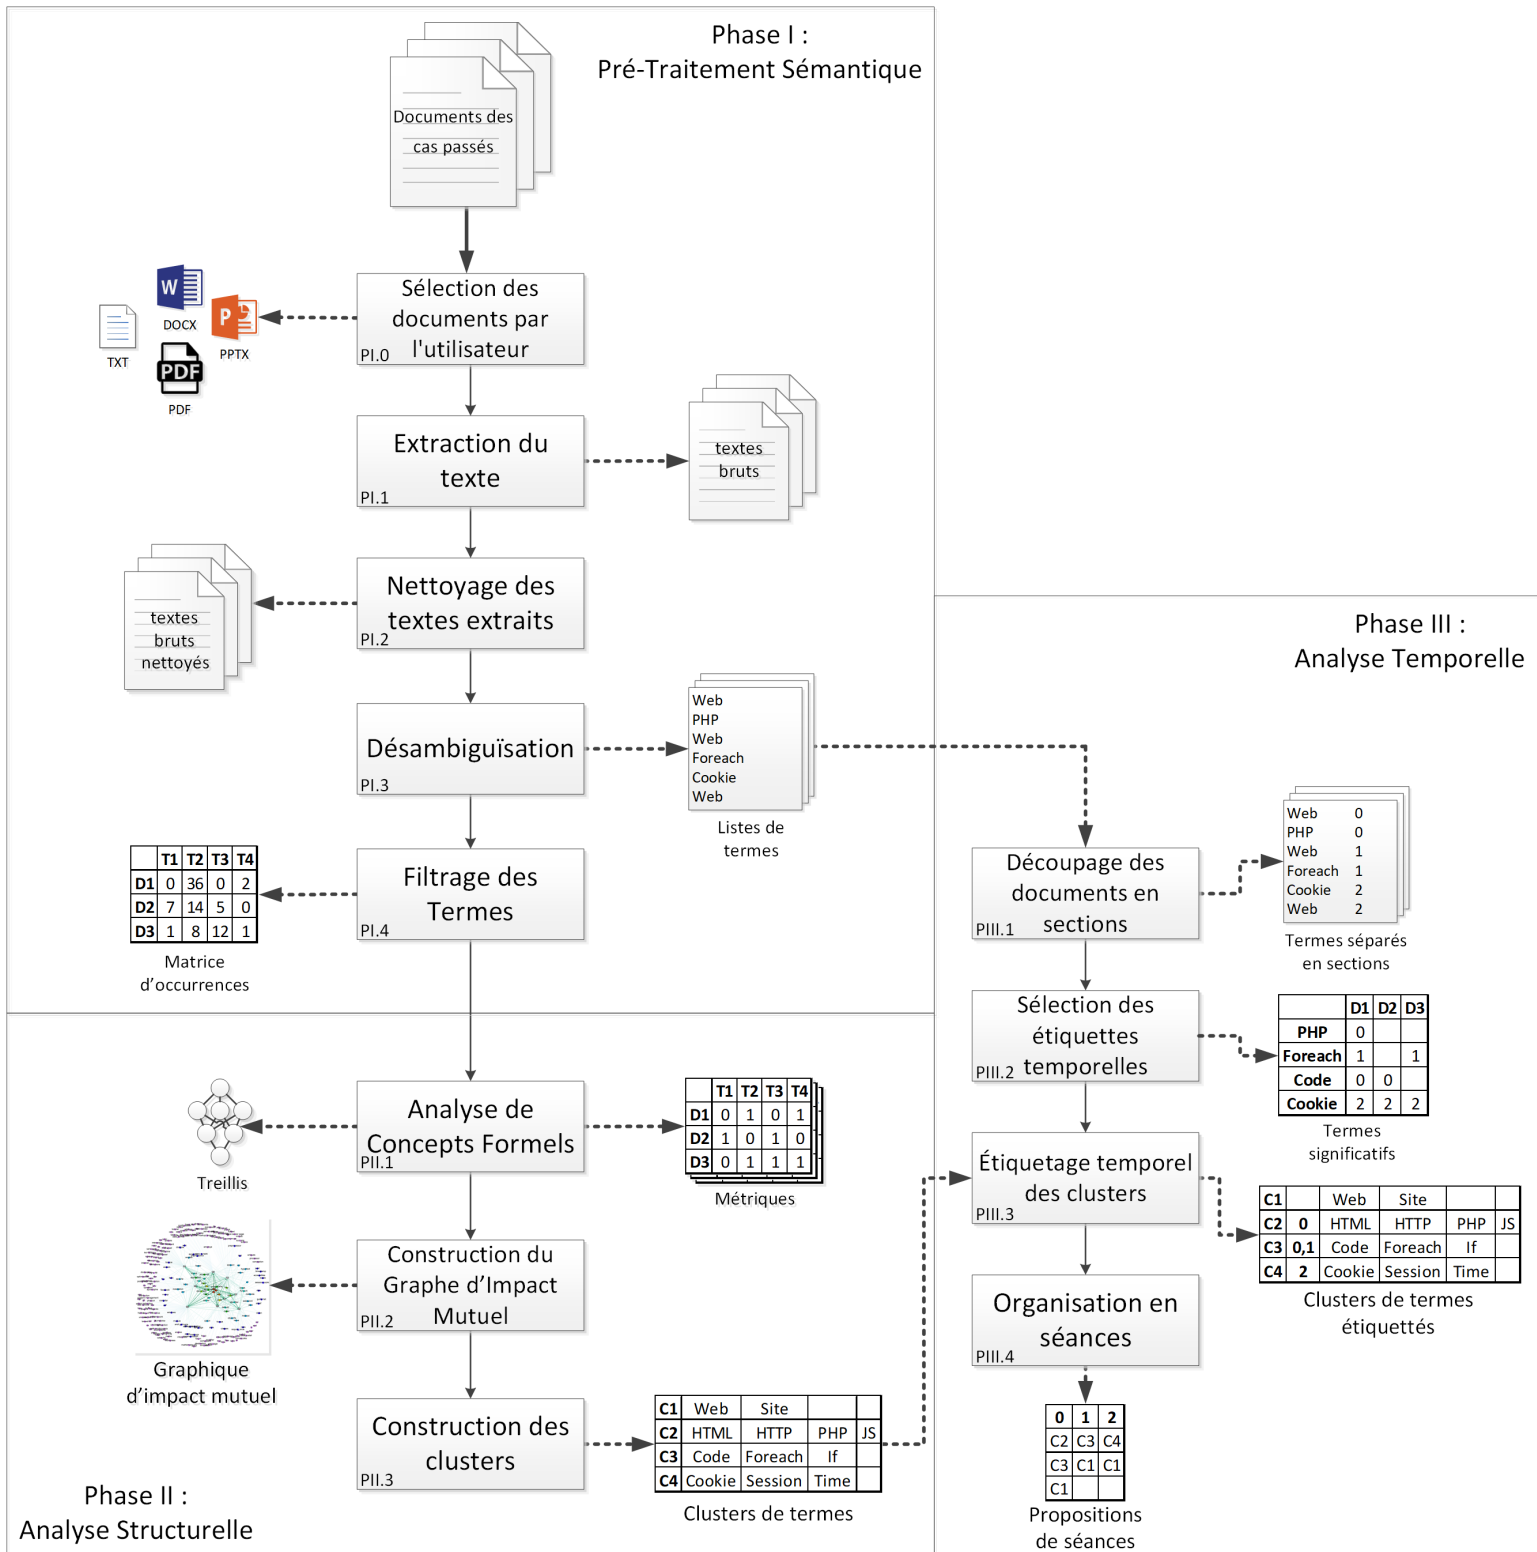 Phase I :
Pré-Traitement Sémantique
Documents des
cas passés
Sélection des
documents par
l'utilisateur
PI.0
W
DOCX
P
PPTX
TXT
PDF
PDF
Extraction du
texte
PI.1
textes
bruts
Nettoyage des
textes extraits
PI.2
textes
bruts
nettoyés
Désambiguïsation
PI.3
Web
PHP
Web
Foreach
Cookie
Web
Listes de
termes
Filtrage des
Termes
PI.4
T1 T2 T3 T4
D1 0 36 0 2
D2 7 14 5 0
D3 1 8 12 1
Matrice
d’occurrences
Phase II :
Analyse Structurelle
Analyse de
Concepts Formels
PII.1
Treillis
T1 T2 T3 T4
D1 0 1 0 1
D2 1 0 1 0
D3 0 1 1 1
Métriques
Construction du
Graphe d’Impact
Mutuel
PII.2
Graphique
d’impact mutuel
Construction des
clusters
PII.3
C1 Web Site
C2 HTML HTTP PHP JS
C3 Code Foreach If
C4 Cookie Session Time
Clusters de termes
Phase III :
Analyse Temporelle
Découpage des
documents en
sections
PIII.1
Web 0
PHP 0
Web 1
Foreach 1
Cookie 2
Web 2
Termes séparés
en sections
Sélection des
étiquettes
temporelles
PIII.2
D1 D2 D3
PHP 0
Foreach 1 1
Code 0 0
Cookie 2 2 2
Termes
significatifs
Étiquetage temporel
des clusters
PIII.3
C1 Web Site
C2 0 HTML HTTP PHP JS
C3 0,1 Code Foreach If
C4 2 Cookie Session Time
Clusters de termes
étiquettés
Organisation en
séances
PIII.4
0 1 2
C2 C3 C4
C3 C1 C1
C1
Propositions
de séances